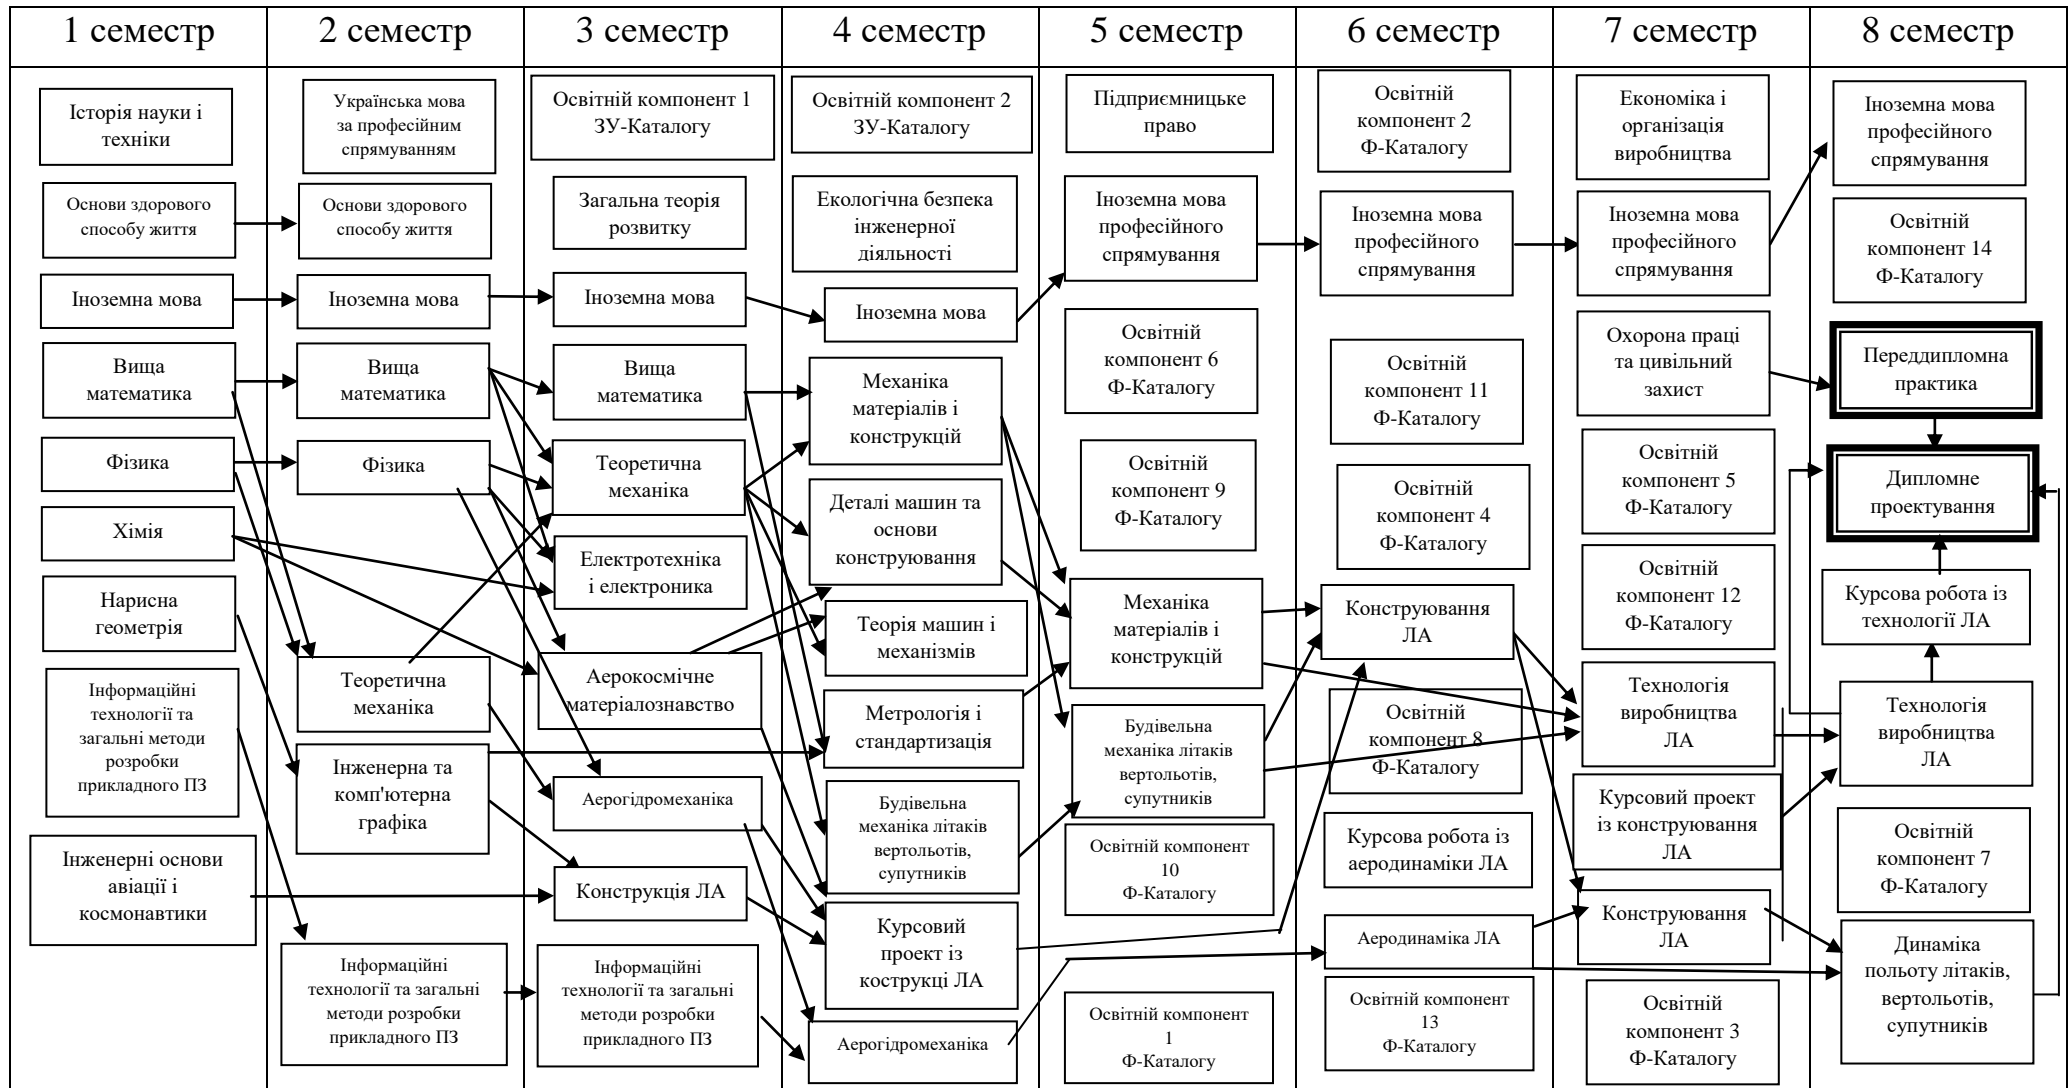 1 семестр
2 семестр
3 семестр
4 семестр
5 семестр
6 семестр
7 семестр
8 семестр
Історія науки і
техніки
Основи здорового
способу життя
Іноземна мова
Вища
математика
Фізика
Хімія
Нарисна
геометрія
Інформаційні
технології та
загальні методи
розробки
прикладного ПЗ
Інженерні основи
авіації і
космонавтики
Українська мова
за професійним
спрямуванням
Основи здорового
способу життя
Іноземна мова
Вища
математика
Фізика
Теоретична
механіка
Інженерна та
комп'ютерна
графіка
Інформаційні
технології та загальні
методи розробки
прикладного ПЗ
Освітній компонент 1
ЗУ-Каталогу
Загальна теорія
розвитку
Іноземна мова
Вища
математика
Теоретична
механіка
Електротехніка
і електроника
Аерокосмічне
матеріалознавство
Аерогідромеханіка
Конструкція ЛА
Інформаційні
технології та загальні
методи розробки
прикладного ПЗ
Освітній компонент 2
ЗУ-Каталогу
Екологічна безпека
інженерної
діяльності
Іноземна мова
Механіка
матеріалів і
конструкцій
Деталі машин та
основи
конструювання
Теорія машин і
механізмів
Метрологія і
стандартизація
Будівельна
механіка літаків
вертольотів,
супутників
Курсовий
проект із
кострукці ЛА
Аерогідромеханіка
Підприємницьке
право
Іноземна мова
професійного
спрямування
Освітній
компонент 6
Ф-Каталогу
Освітній
компонент 9
Ф-Каталогу
Механіка
матеріалів і
конструкцій
Будівельна
механіка літаків
вертольотів,
супутників
Освітній компонент
10
Ф-Каталогу
Освітній компонент
1
Ф-Каталогу
Освітній
компонент 2
Ф-Каталогу
Іноземна мова
професійного
спрямування
Освітній
компонент 11
Ф-Каталогу
Освітній
компонент 4
Ф-Каталогу
Конструювання
ЛА
Освітній
компонент 8
Ф-Каталогу
Курсова робота із
аеродинаміки ЛА
Аеродинаміка ЛА
Освітній компонент
13
Ф-Каталогу
Економіка і
організація
виробництва
Іноземна мова
професійного
спрямування
Охорона праці
та цивільний
захист
Освітній
компонент 5
Ф-Каталогу
Освітній
компонент 12
Ф-Каталогу
Технологія
виробництва
ЛА
Курсовий проект
із конструювання
ЛА
Конструювання
ЛА
Освітній
компонент 3
Ф-Каталогу
Іноземна мова
професійного
спрямування
Освітній
компонент 14
Ф-Каталогу
Переддипломна
практика
Дипломне
проектування
Курсова робота із
технології ЛА
Технологія
виробництва
ЛА
Освітній
компонент 7
Ф-Каталогу
Динаміка
польоту літаків,
вертольотів,
супутників